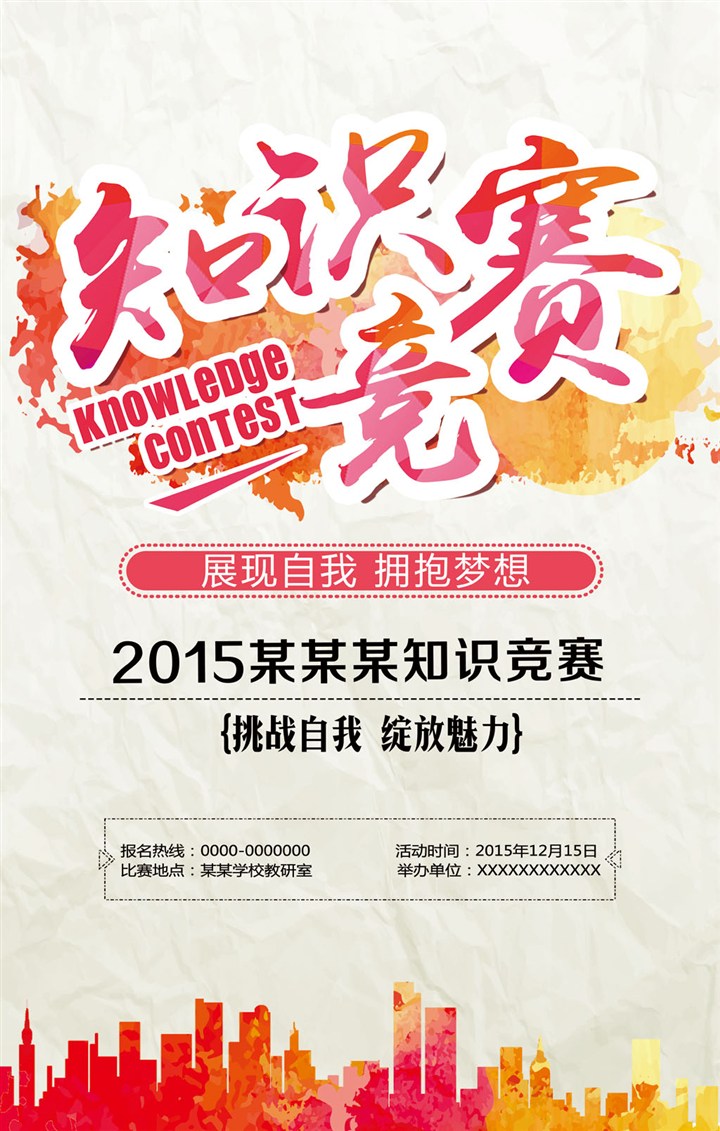 知识竞赛
KnowLeDge
ConTesT
展现自我 拥抱梦想
2015某某某知识竞赛
{挑战自我 绽放魅力}
报名热线：0000-0000000
比赛地点：某某学校教研室
活动时间：2015年12月15日
举办单位：XXXXXXXXXXXX